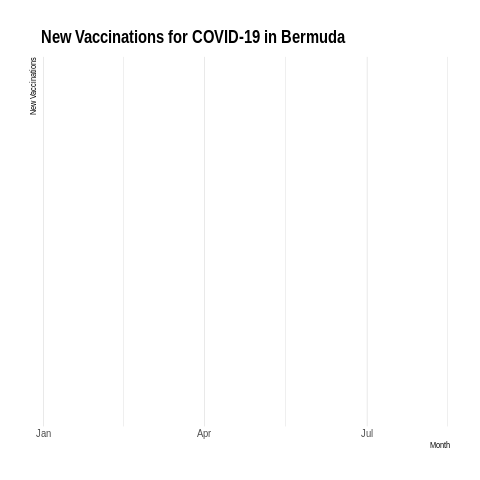 New Vaccinations for COVID-19 in Bermuda
New Vaccinations
Jan Apr Jul
Month